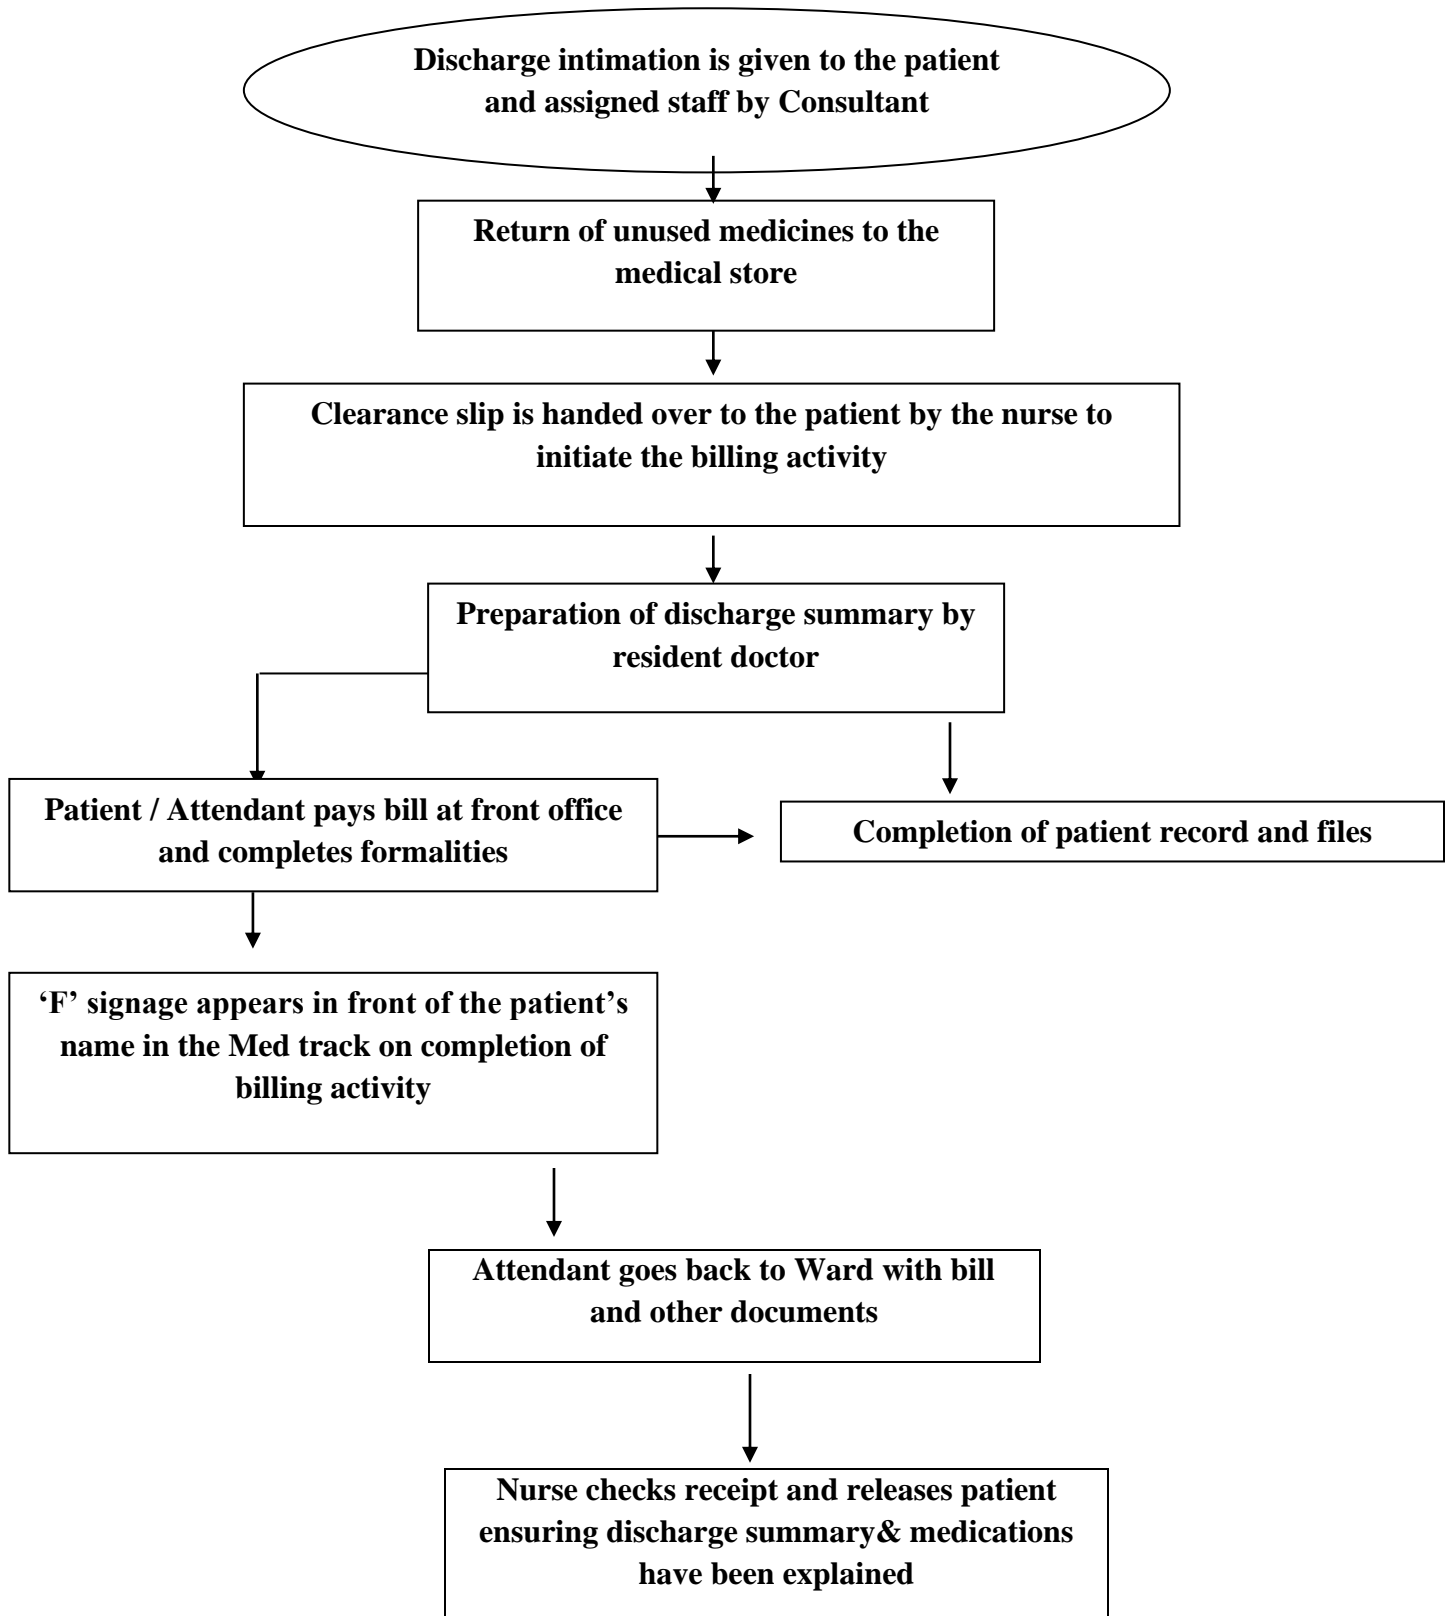 Discharge intimation is given to the patient
and assigned staff by Consultant
Return of unused medicines to the
medical store
Clearance slip is handed over to the patient by the nurse to
initiate the billing activity
Preparation of discharge summary by
resident doctor
Patient / Attendant pays bill at front office
and completes formalities
Completion of patient record and files
‘F’ signage appears in front of the patient’s
name in the Med track on completion of
billing activity
Attendant goes back to Ward with bill
and other documents
Nurse checks receipt and releases patient
ensuring discharge summary& medications
have been explained